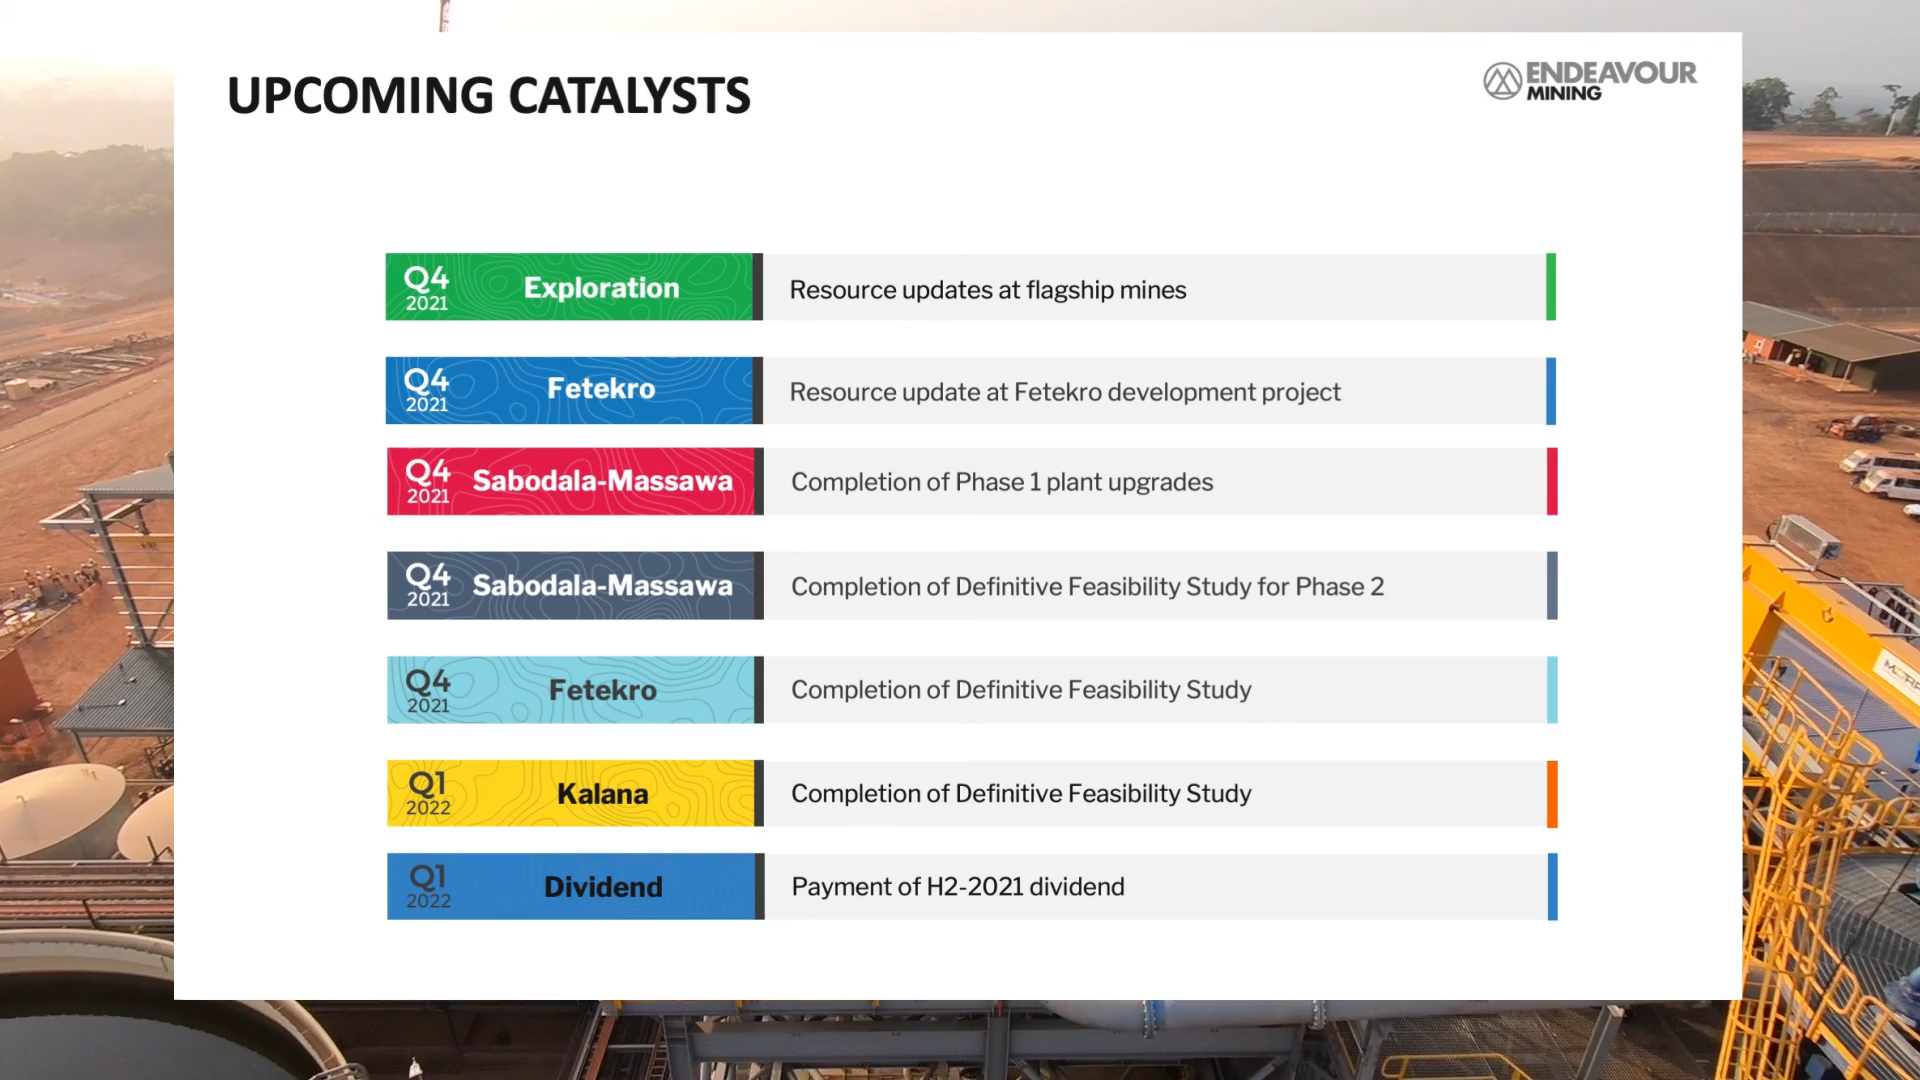 UPCOMING CATALYSTS
ENDEAVOUR
MINING
Q4
2021
Exploration
Resource updates at flagship mines
Q4
2021
Fetekro
Resource update at Fetekro development project
Q4
2021
Sabodala-Massawa
Completion of Phase 1 plant upgrades
Q4
2021
Sabodala-Massawa
Completion of Definitive Feasibility Study for Phase 2
Q4
2021
Fetekro
Completion of Definitive Feasibility Study
Q1
2022
Kalana
Completion of Definitive Feasibility Study
Q1
2022
Dividend
Payment of H2-2021 dividend